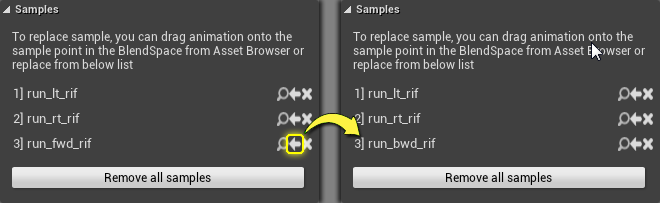 Samples
To replace sample, you can drag animation onto the
sample point in the BlendSpace from Asset Browser or
replace from below list
1] run_lt_rif
2] run_rt_rif
3] run_fwd_rif
Remove all samples
Samples
To replace sample, you can drag animation onto the
sample point in the BlendSpace from Asset Browser or
replace from below list
1] run_lt_rif
2] run_rt_rif
3] run_bwd_rif
Remove all samples